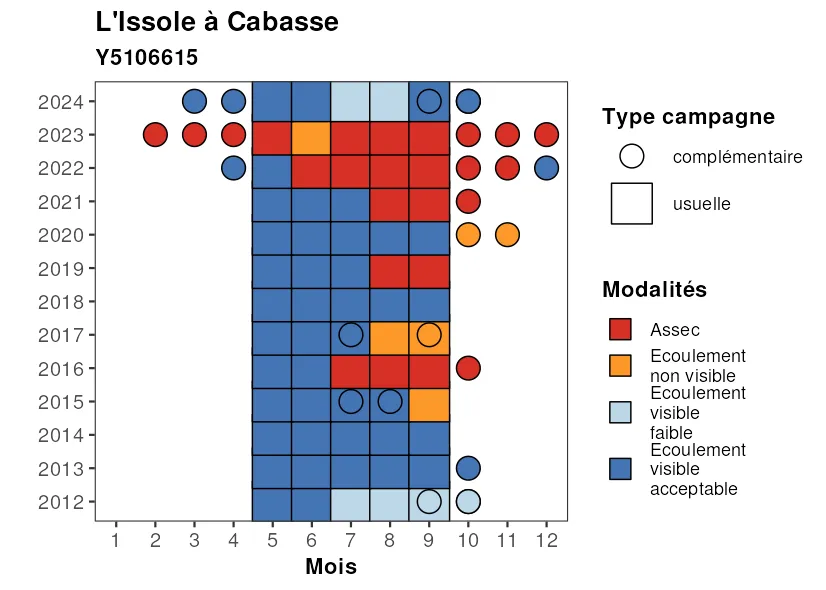 L'Issole à Cabasse
Y5106615
2024
2023
2022
2021
2020
2019
2018
2017
2016
2015
2014
2013
2012
1 2 3 4 5 6 7 8 9 10 11 12
Mois
Type campagne
complémentaire
usuelle
Modalités
Assec
Ecoulement
non visible
Ecoulement
visible
faible
Ecoulement
visible
acceptable